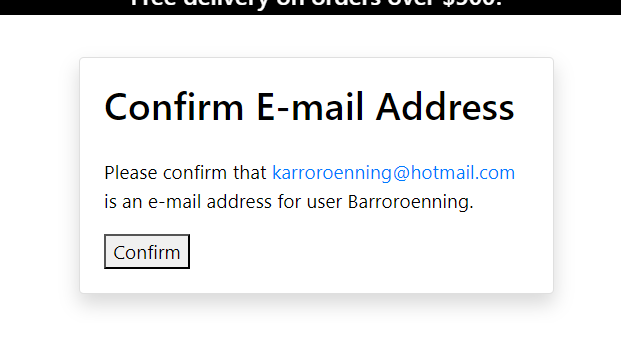 Free delivery on orders over $500!
Confirm E-mail Address
Please confirm that karroroenning@hotmail.com
is an e-mail address for user Barroroenning.
Confirm